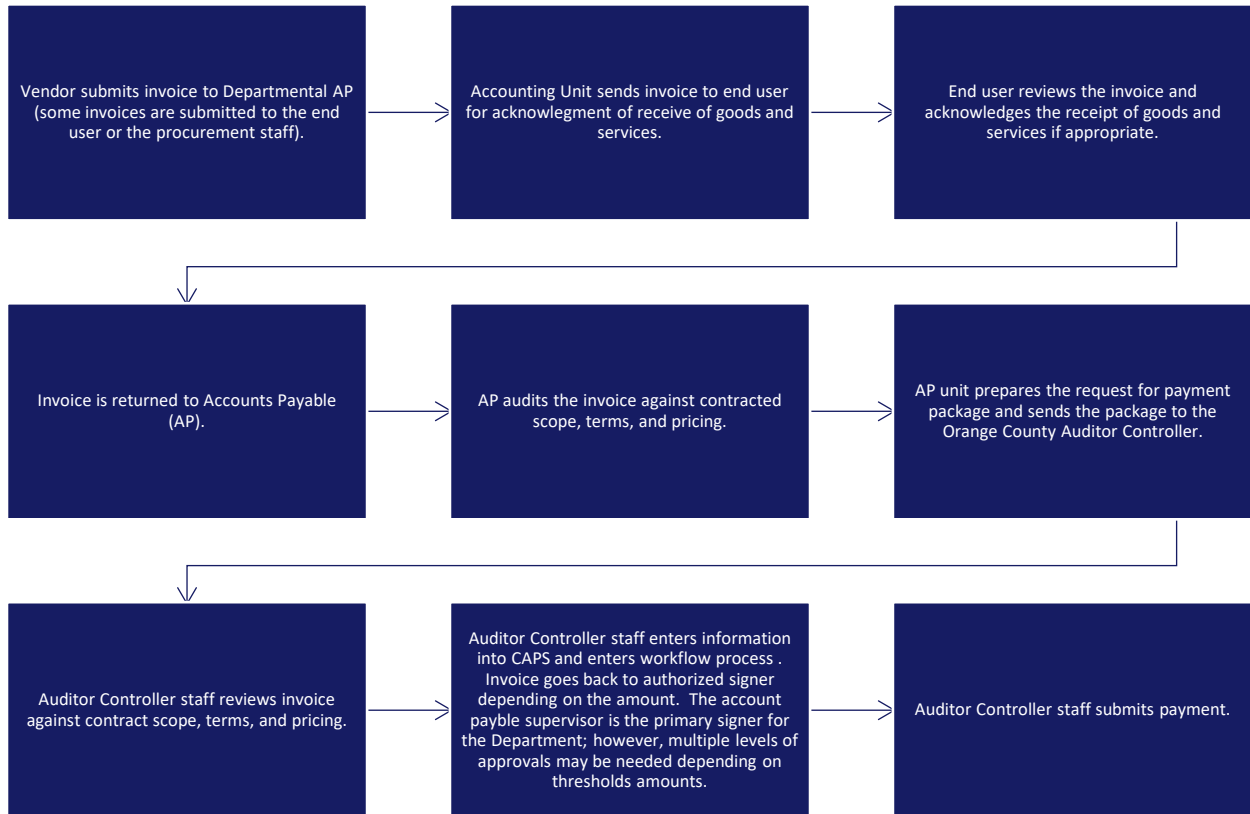 Vendor submits invoice to Departmental AP
(some invoices are submitted to the end
user or the procurement staff).
Accounting Unit sends invoice to end user
for acknowlegment of receive of goods and
services.
End user reviews the invoice and
acknowledges the receipt of goods and
services if appropriate.
Invoice is returned to Accounts Payable
(AP).
AP audits the invoice against contracted
scope, terms, and pricing.
AP unit prepares the request for payment
package and sends the package to the
Orange County Auditor Controller.
Auditor Controller staff reviews invoice
against contract scope, terms, and pricing.
Auditor Controller staff enters information
into CAPS and enters workflow process .
Invoice goes back to authorized signer
depending on the amount.  The account
payble supervisor is the primary signer for
the Department; however, multiple levels of
approvals may be needed depending on
thresholds amounts.
Auditor Controller staff submits payment.